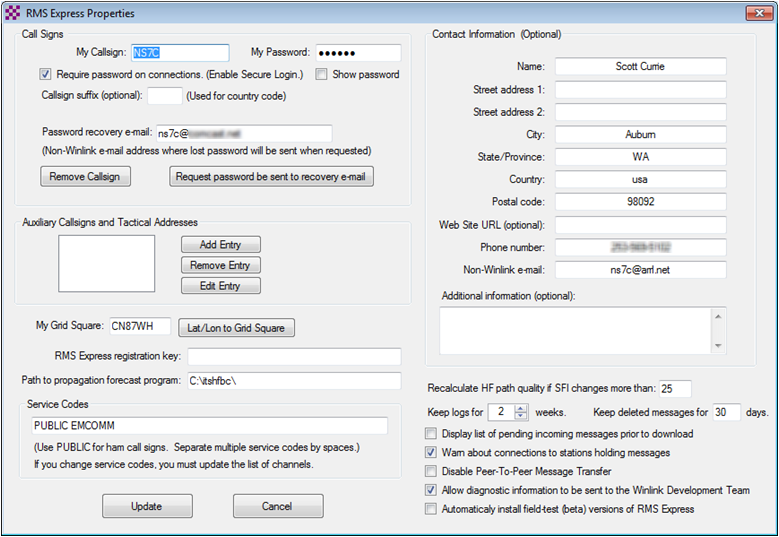 RMS Express Properties
Call Signs
My Callsign: NS7C My Password: ●●●●●●
Require password on connections. (Enable Secure Login.) Show password
Callsign suffix (optional): (Used for country code)
Password recovery e-mail: ns7c@
(Non-Winlink e-mail address where lost password will be sent when requested)
Remove Callsign Request password be sent to recovery e-mail
Auxiliary Callsigns and Tactical Addresses
Add Entry
Remove Entry
Edit Entry
My Grid Square: CN87WH Lat/Lon to Grid Square
RMS Express registration key:
Path to propagation forecast program: C:\itshfbc\
Service Codes
PUBLIC EMCOMM
(Use PUBLIC for ham call signs. Separate multiple service codes by spaces.)
If you change service codes, you must update the list of channels.
Update Cancel
Contact Information (Optional)
Name: Scott Currie
Street address 1:
Street address 2:
City: Auburn
State/Province: WA
Country: usa
Postal code: 98092
Web Site URL (optional):
Phone number:
Non-Winlink e-mail: ns7c@arrl.net
Additional information (optional):
Recalculate HF path quality if SFI changes more than: 25
Keep logs for 2 weeks. Keep deleted messages for 30 days.
Display list of pending incoming messages prior to download
Warn about connections to stations holding messages
Disable Peer-To-Peer Message Transfer
Allow diagnostic information to be sent to the Winlink Development Team
Automaticaly install field-test (beta) versions of RMS Express